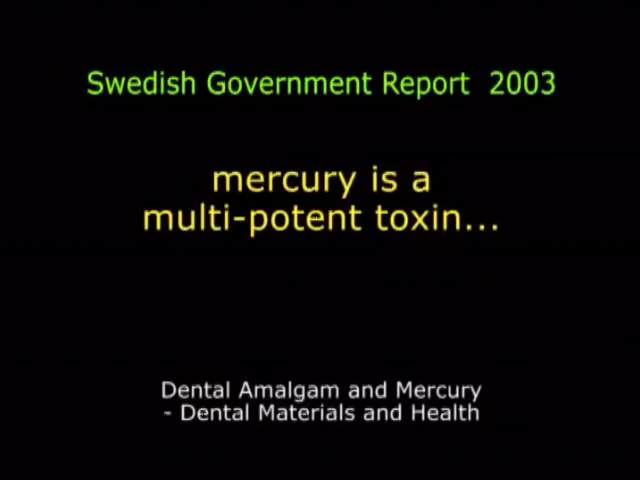 Swedish Government Report 2003
mercury is a
multi-potent toxin...
Dental Amalgam and Mercury
- Dental Materials and Health